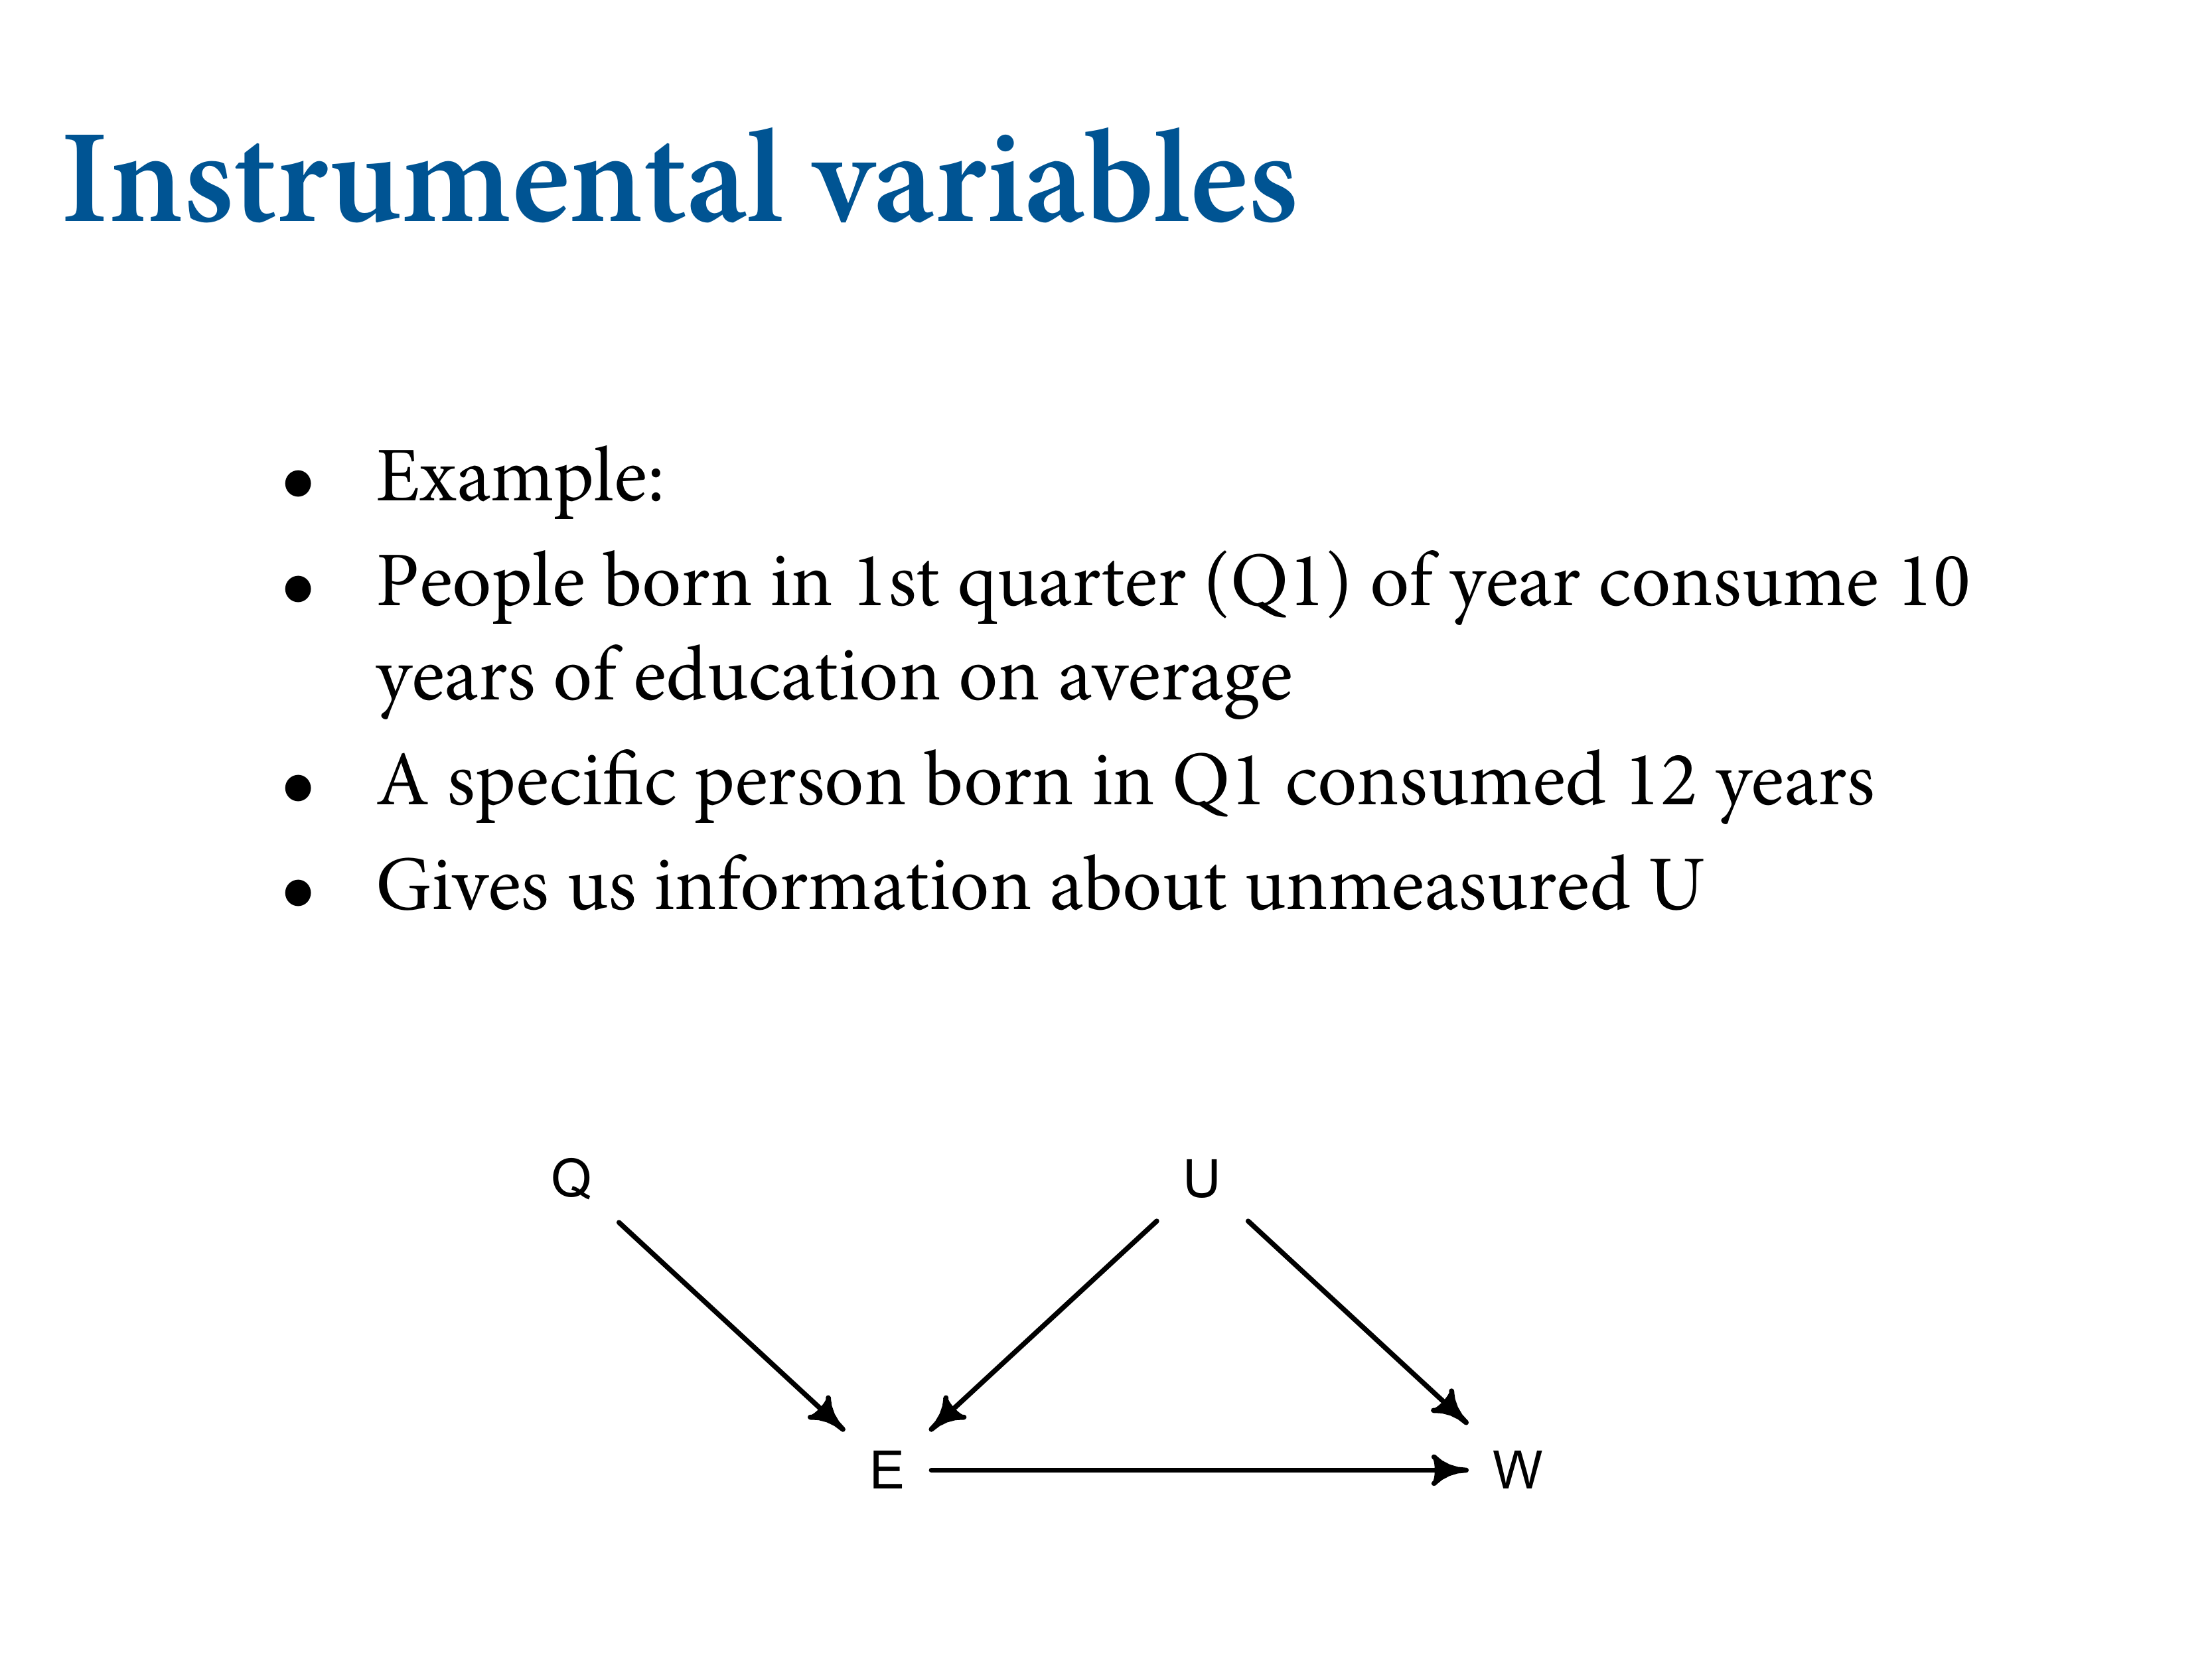 Instrumental variables
• Example:
• People born in 1st quarter (Q1) of year consume 10
years of education on average
• A specific person born in Q1 consumed 12 years
• Gives us information about unmeasured U
Q U
E W